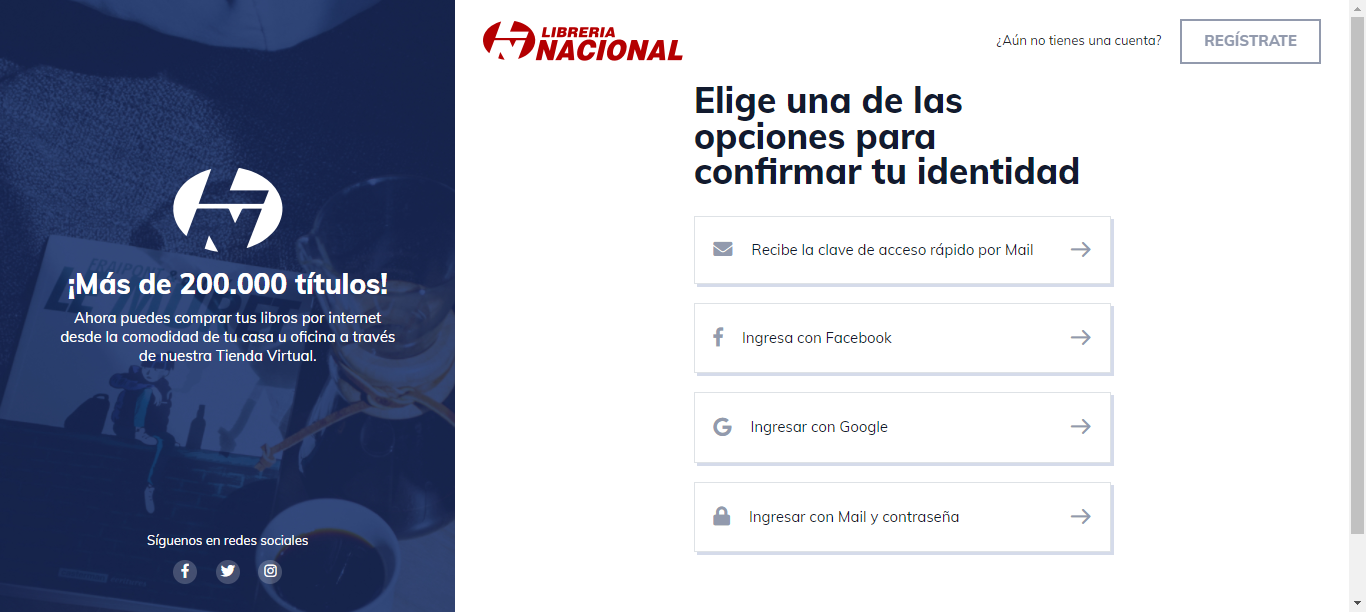 ¡Más de 200.000 títulos!
Ahora puedes comprar tus libros por internet
desde la comodidad de tu casa u oficina a través
de nuestra Tienda Virtual.
Síguenos en redes sociales
LIBRERIA
NACIONAL
¿Aún no tienes una cuenta?
REGÍSTRATE
Elige una de las
opciones para
confirmar tu identidad
Recibe la clave de acceso rápido por Mail
Ingresa con Facebook
Ingresar con Google
Ingresar con Mail y contraseña